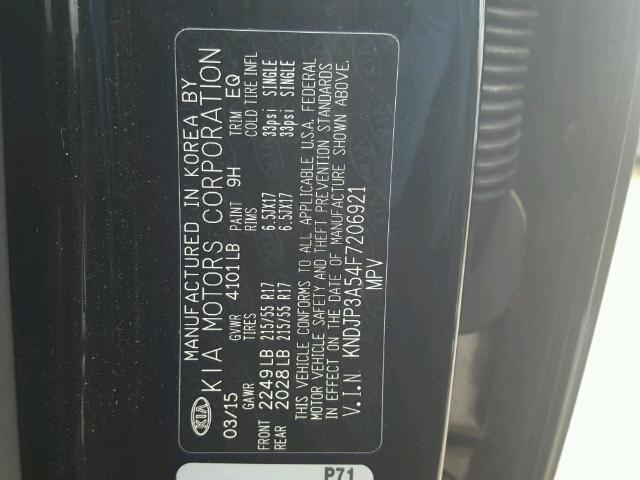 MANUFACTURED IN KOREA BY
KIA KIA MOTORS CORPORATION
03/15 GVWR 4101LB PAINT 9H TRIM EQ
GAWR TIRES RIMS COLD TIRE INFL
FRONT 2249LB 215/55 R17 6.5JX17 33psi SINGLE
REAR 2028LB 215/55 R17 6.5JX17 33psi SINGLE
THIS VEHICLE CONFORMS TO ALL APPLICABLE U.S.A. FEDERAL
MOTOR VEHICLE SAFETY AND THEFT PREVENTION STANDARDS
IN EFFECT ON THE DATE OF MANUFACTURE SHOWN ABOVE.
V.I.N KNDJP3A54F7206921
MPV
P71